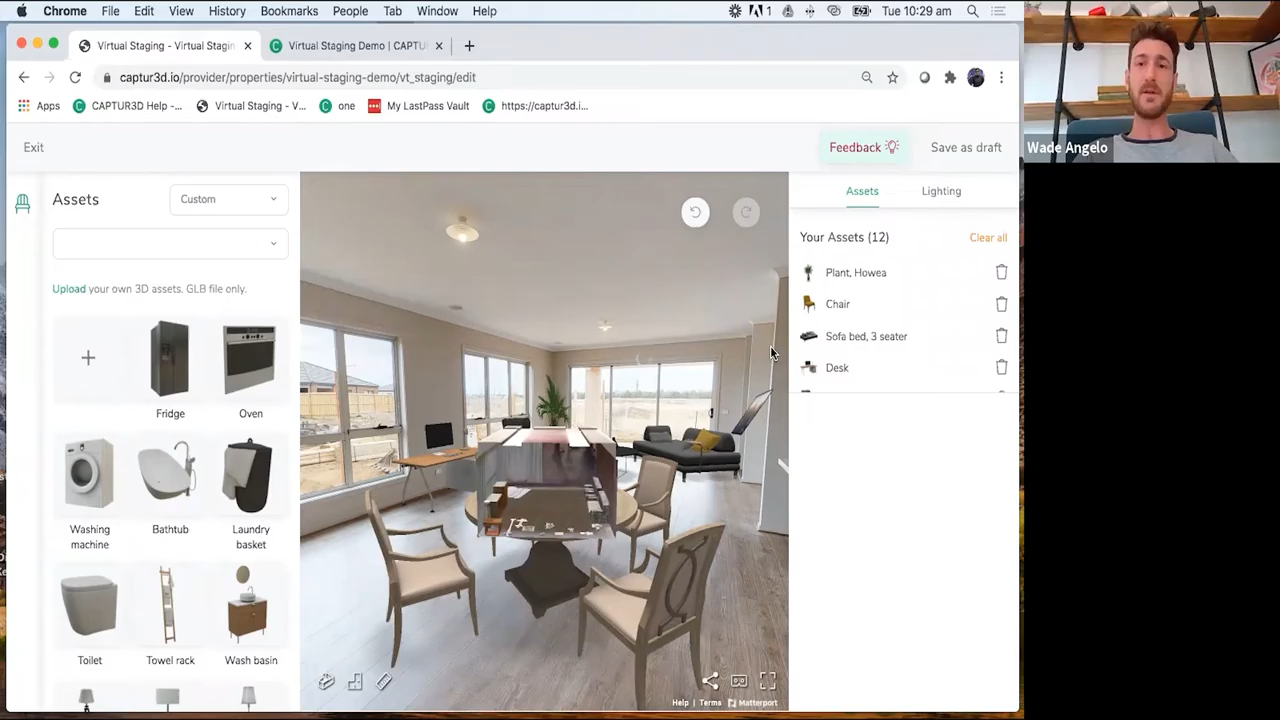 Chrome File Edit View History Bookmarks People Tab Window Help
1 Tue 10:29 am
Virtual Staging - Virtual Stagin
Virtual Staging Demo | CAPTU
captur3d.io/provider/properties/virtual-staging-demo/vt_staging/edit
Apps CAPTUR3D Help -... Virtual Staging - V... one My LastPass Vault https://captur3d.i...
Exit
Feedback
Save as draft
Assets
Custom
Upload your own 3D assets. GLB file only.
+
Fridge
Oven
Washing
machine
Bathtub
Laundry
basket
Toilet
Towel rack
Wash basin
Help | Terms
Matterport
Assets
Lighting
Your Assets (12)
Clear all
Plant, Howea
Chair
Sofa bed, 3 seater
Desk
Wade Angelo